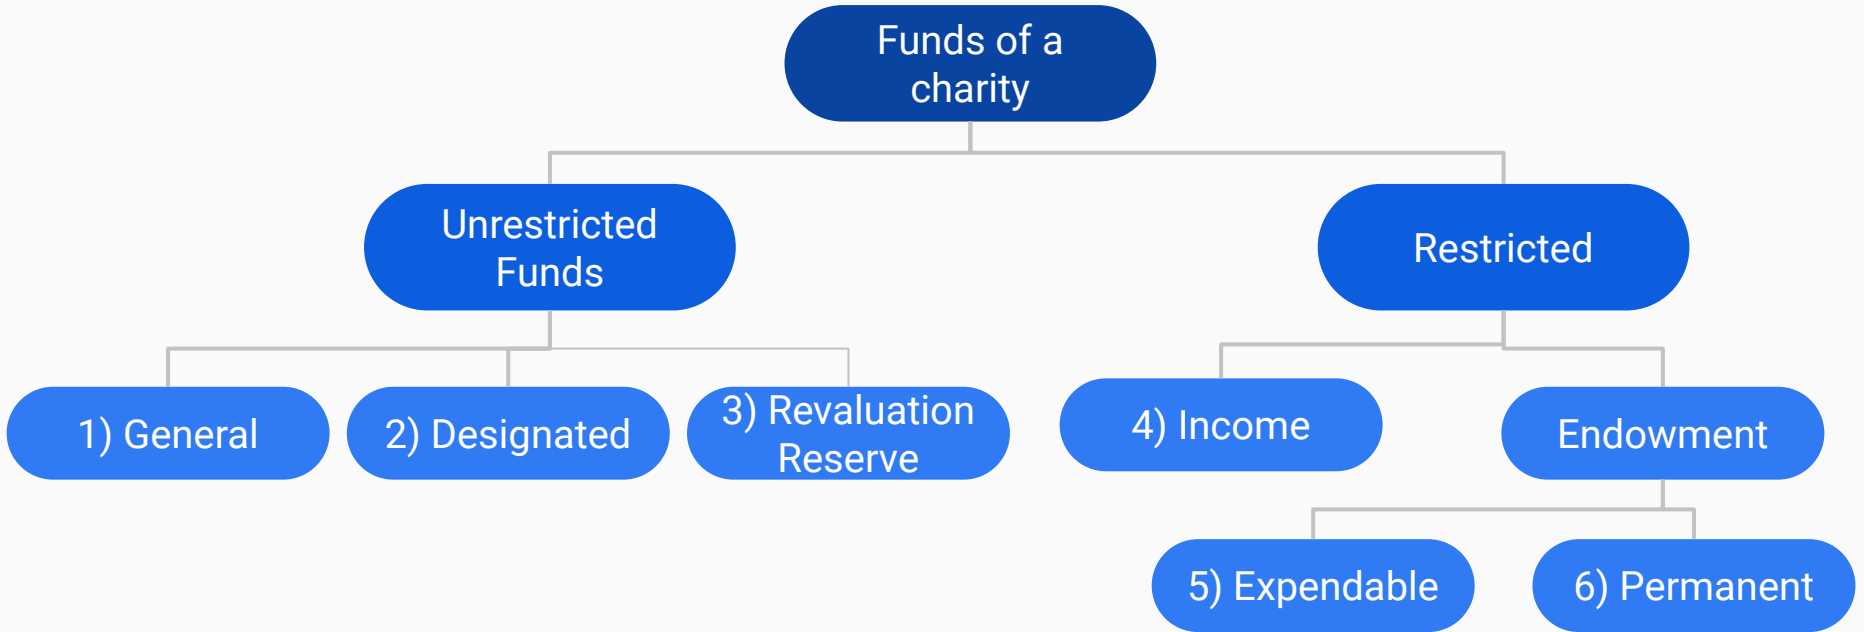 Funds of a
charity
Unrestricted
Funds
Restricted
1) General
2) Designated
3) Revaluation
Reserve
4) Income
Endowment
5) Expendable
6) Permanent